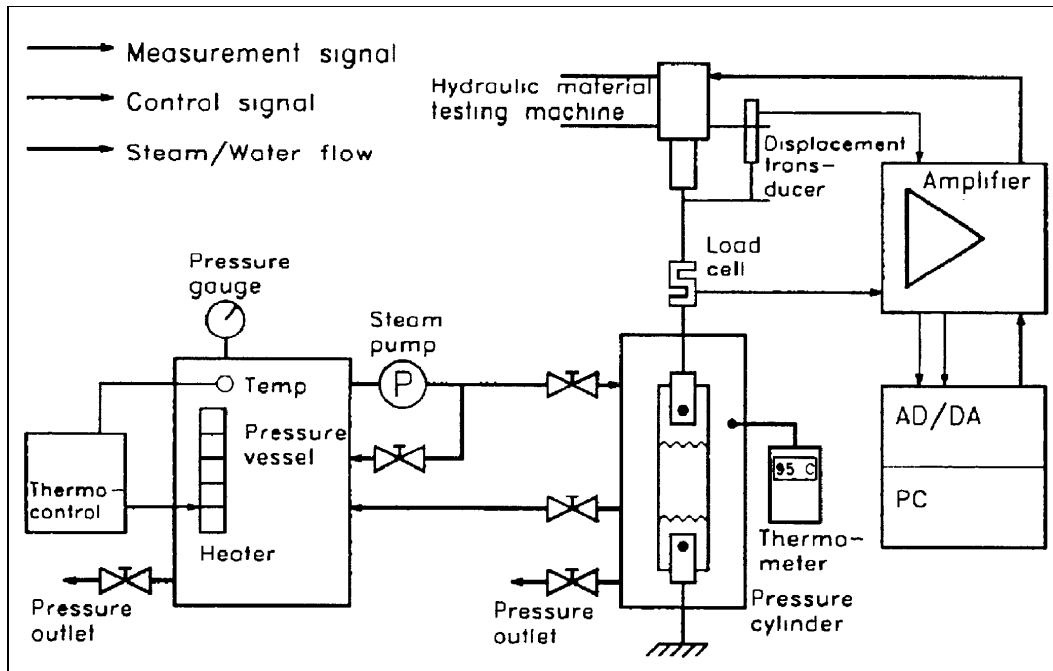 Measurement signal
Control signal
Steam/Water flow
Hydraulic material
testing machine
Displacement
trans-
ducer
Amplifier
Load
cell
Pressure
gauge
Steam
pump
P
Temp
Pressure
vessel
Thermo-
control
Heater
Pressure
outlet
Pressure
outlet
95 C
Thermo-
meter
Pressure
cylinder
AD/DA
PC